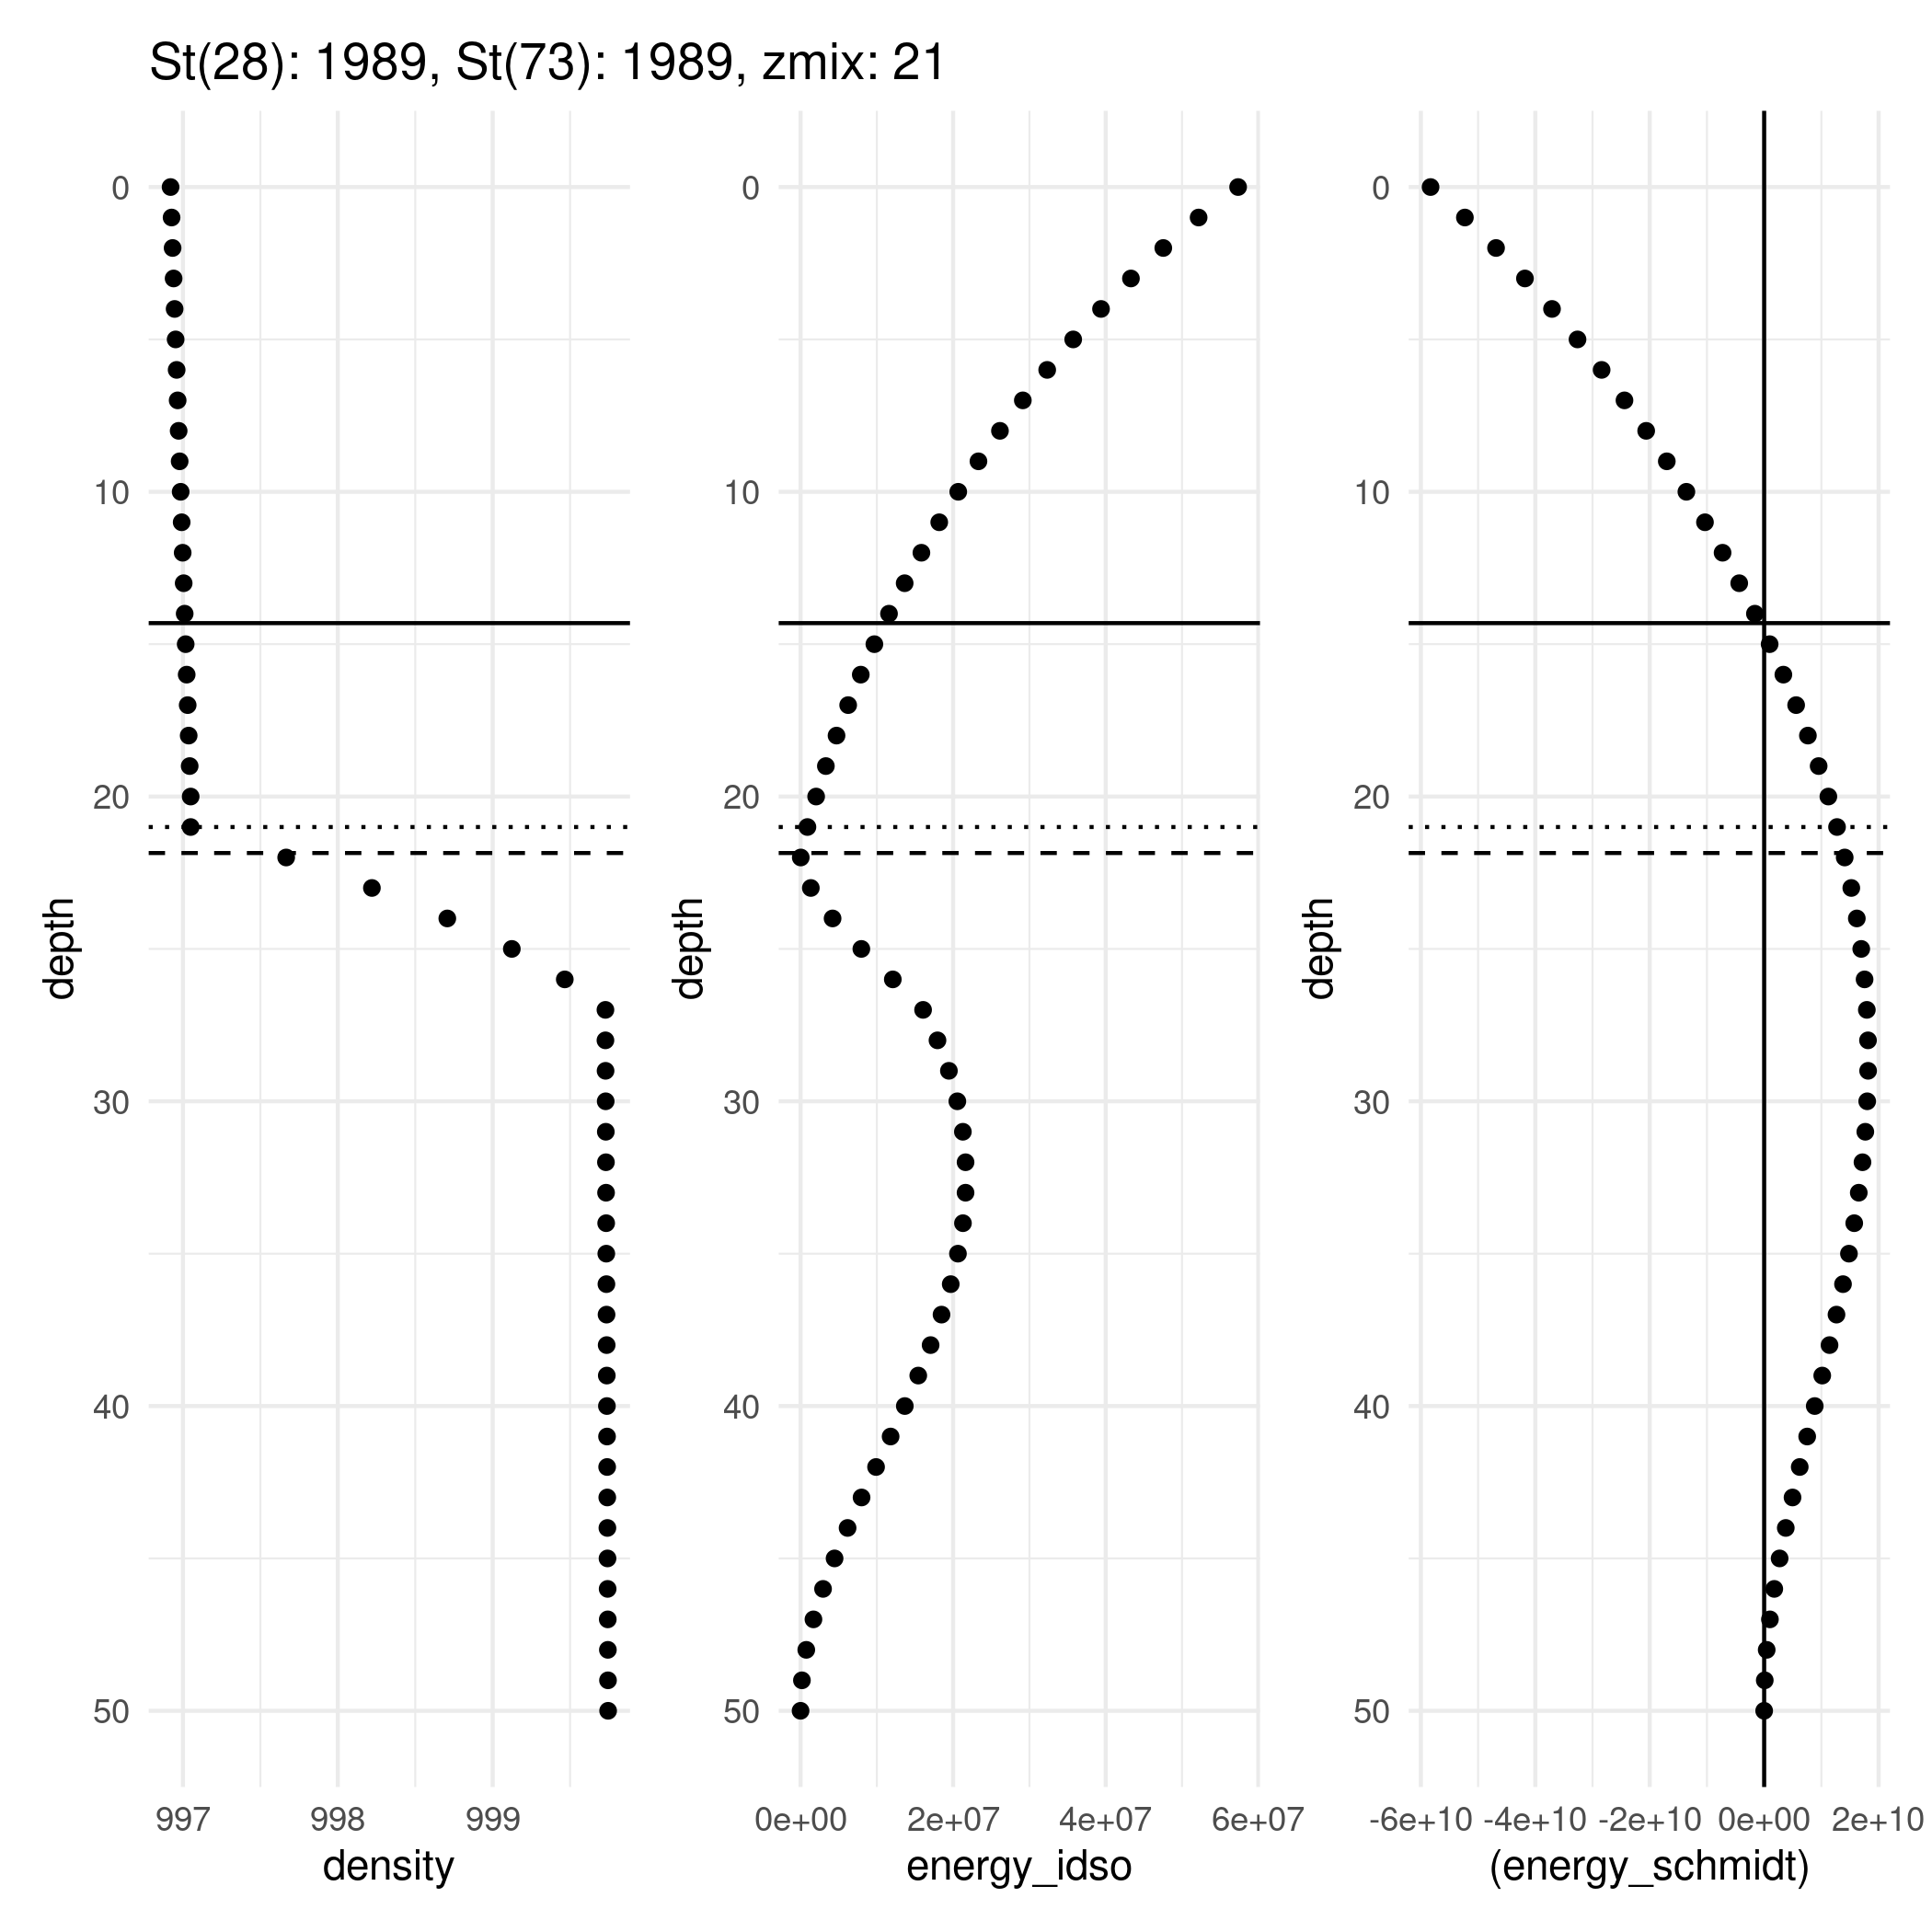 St(28): 1989, St(73): 1989, zmix: 21
0
10
20
30
40
50
depth
997 998 999
density
0
10
20
30
40
50
depth
0e+00 2e+07 4e+07 6e+07
energy_idso
0
10
20
30
40
50
depth
-6e+10 -4e+10 -2e+10 0e+00 2e+10
(energy_schmidt)